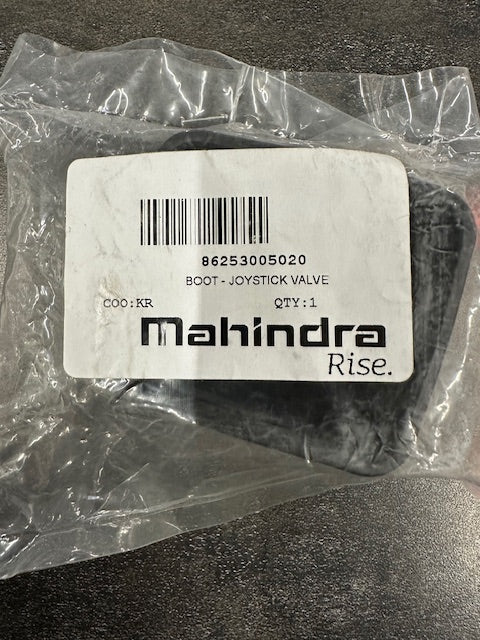 86253005020
BOOT - JOYSTICK VALVE
COO:KR QTY:1
Mahindra
Rise.